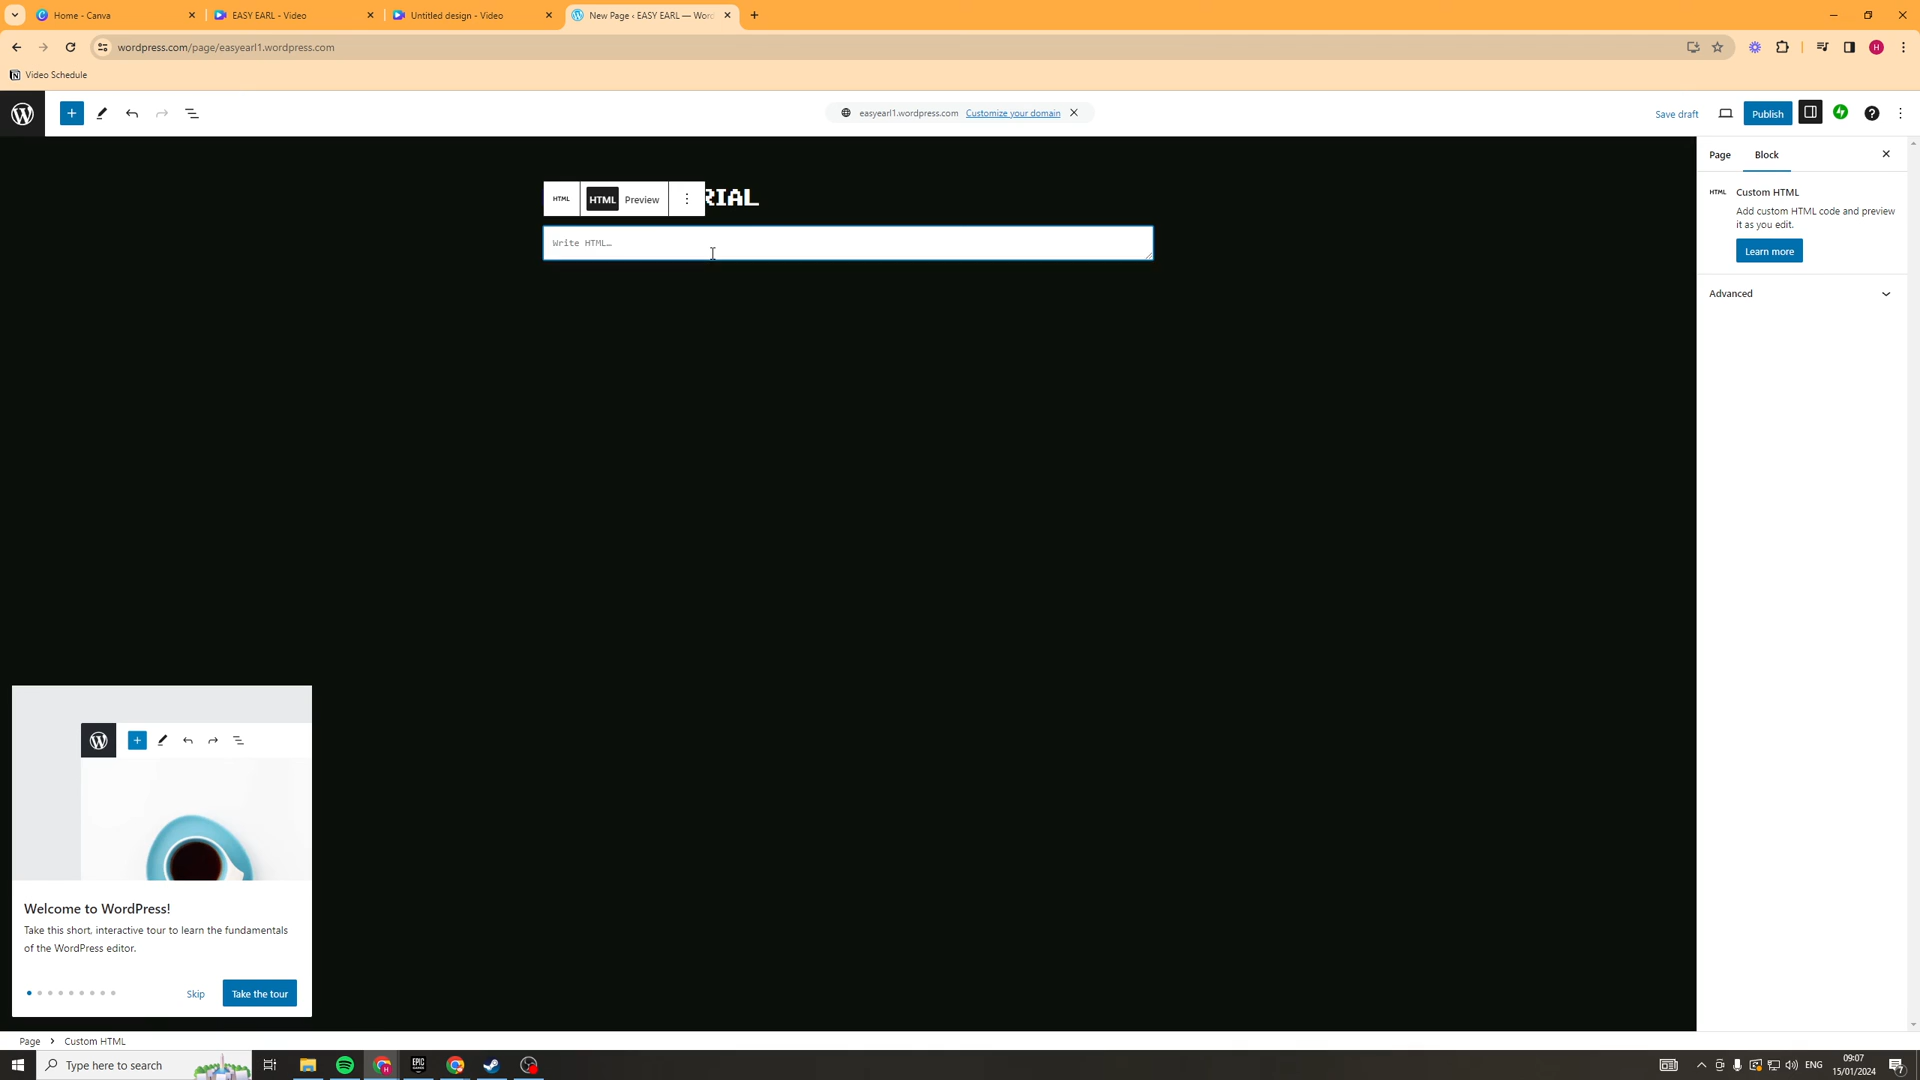 Home - Canva
EASY EARL - Video
Untitled design - Video
New Page ‹ EASY EARL — Wor
wordpress.com/page/easyearl1.wordpress.com
H
Video Schedule
easyearl1.wordpress.com Customize your domain
Save draft
Publish
Page
Block
HTML
HTML
Preview
RIAL
Write HTML…
HTML
Custom HTML
Add custom HTML code and preview
it as you edit.
Learn more
Advanced
Welcome to WordPress!
Take this short, interactive tour to learn the fundamentals
of the WordPress editor.
Skip
Take the tour
Page
Custom HTML
Type here to search
EPIC
ENG
09:07
15/01/2024
7